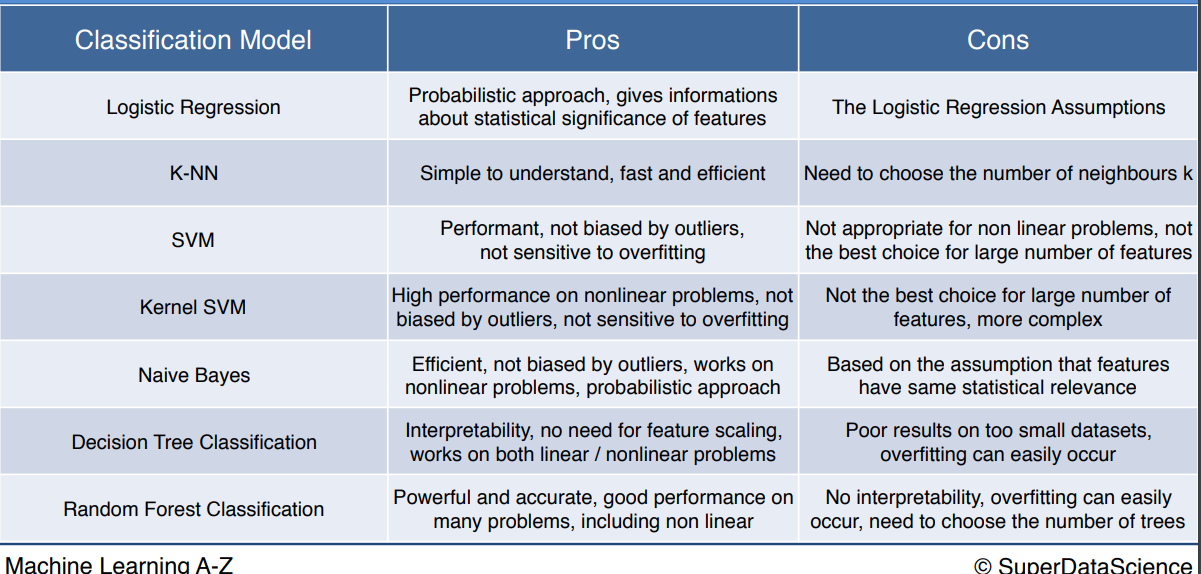 Classification Model
Pros
Cons
Logistic Regression
Probabilistic approach, gives informations
about statistical significance of features
The Logistic Regression Assumptions
K-NN
Simple to understand, fast and efficient
Need to choose the number of neighbours k
SVM
Performant, not biased by outliers,
not sensitive to overfitting
Not appropriate for non linear problems, not
the best choice for large number of features
Kernel SVM
High performance on nonlinear problems, not
biased by outliers, not sensitive to overfitting
Not the best choice for large number of
features, more complex
Naive Bayes
Efficient, not biased by outliers, works on
nonlinear problems, probabilistic approach
Based on the assumption that features
have same statistical relevance
Decision Tree Classification
Interpretability, no need for feature scaling,
works on both linear / nonlinear problems
Poor results on too small datasets,
overfitting can easily occur
Random Forest Classification
Powerful and accurate, good performance on
many problems, including non linear
No interpretability, overfitting can easily
occur, need to choose the number of trees
Machine Learning A-Z
© SuperDataScience